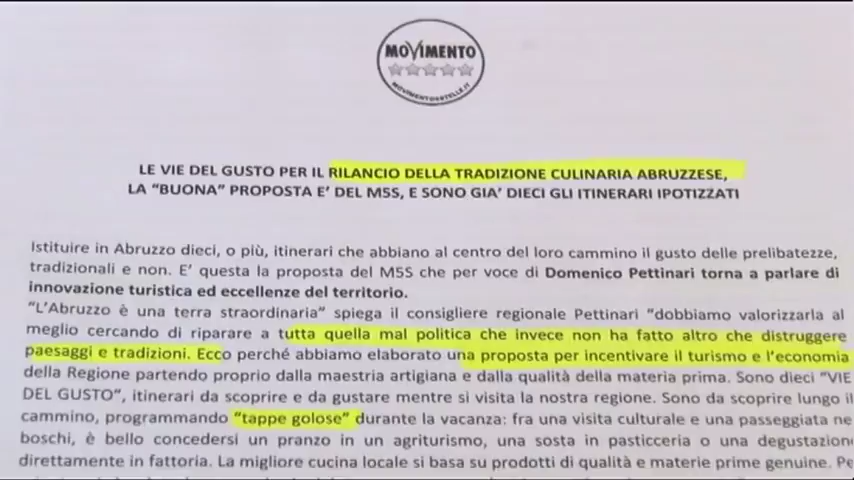 MOVIMENTO
MOVIMENTO5STELLE.IT
LE VIE DEL GUSTO PER IL RILANCIO DELLA TRADIZIONE CULINARIA ABRUZZESE,
LA “BUONA” PROPOSTA E’ DEL M5S, E SONO GIA’ DIECI GLI ITINERARI IPOTIZZATI
Istituire in Abruzzo dieci, o più, itinerari che abbiano al centro del loro cammino il gusto delle prelibatezze,
tradizionali e non. E’ questa la proposta del M5S che per voce di Domenico Pettinari torna a parlare di
innovazione turistica ed eccellenze del territorio.
“L’Abruzzo è una terra straordinaria” spiega il consigliere regionale Pettinari “dobbiamo valorizzarla al
meglio cercando di riparare a tutta quella mal politica che invece non ha fatto altro che distruggere
paesaggi e tradizioni. Ecco perché abbiamo elaborato una proposta per incentivare il turismo e l’economia
della Regione partendo proprio dalla maestria artigiana e dalla qualità della materia prima. Sono dieci “VIE
DEL GUSTO”, itinerari da scoprire e da gustare mentre si visita la nostra regione. Sono da scoprire lungo il
cammino, programmando “tappe golose” durante la vacanza: fra una visita culturale e una passeggiata ne
boschi, è bello concedersi un pranzo in un agriturismo, una sosta in pasticceria o una degustazion
direttamente in fattoria. La migliore cucina locale si basa su prodotti di qualità e materie prime genuine. Pe